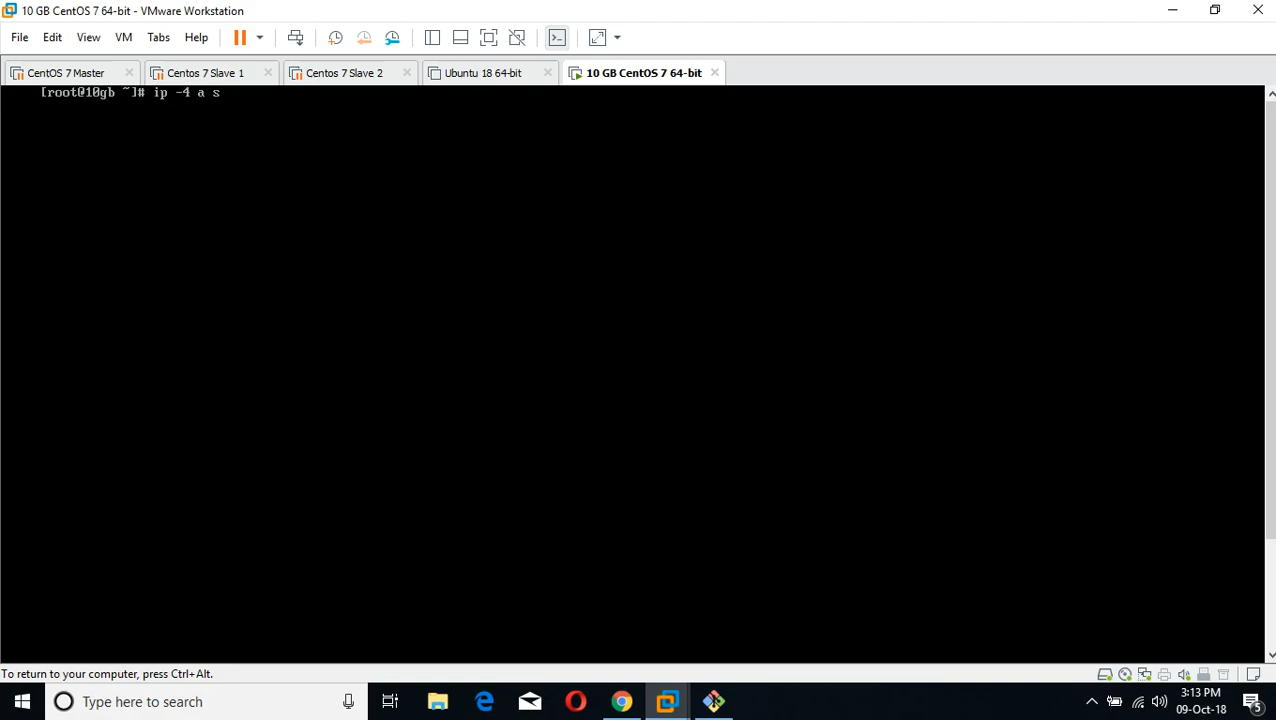 10 GB CentOS 7 64-bit - VMware Workstation
File Edit View VM Tabs Help
CentOS 7 Master Centos 7 Slave 1 Centos 7 Slave 2 Ubuntu 18 64-bit 10 GB CentOS 7 64-bit
[root@10gb ~]# ip -4 a s
To return to your computer, press Ctrl+Alt.
Type here to search
3:13 PM
09-Oct-18
5